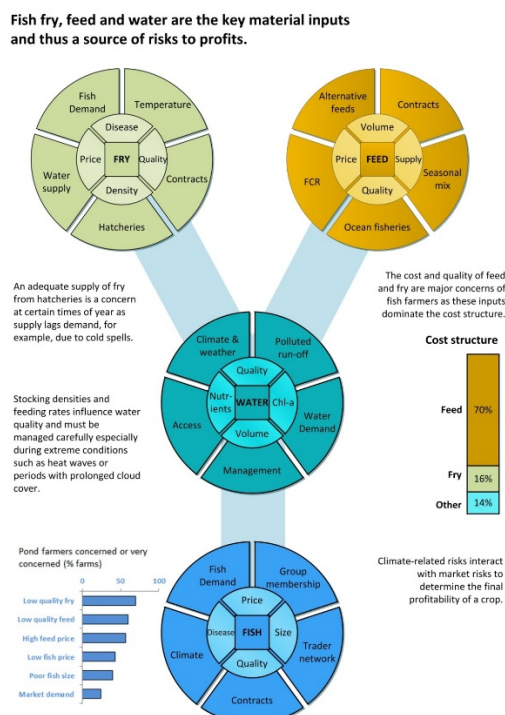 Fish fry, feed and water are the key material inputs
and thus a source of risks to profits.
Fish
Demand
Temperature
Disease
Water
supply
Price
FRY
Quality
Contracts
Density
Hatcheries
Alternative
feeds
Contracts
Volume
FCR
Price
FEED
Supply
Seasonal
mix
Quality
Ocean fisheries
An adequate supply of fry
from hatcheries is a concern
at certain times of year as
supply lags demand, for
example, due to cold spells.
The cost and quality of feed
and fry are major concerns of
fish farmers as these inputs
dominate the cost structure.
Climate &
weather
Polluted
run-off
Quality
Access
Nutr-
ients
WATER
Chl-a
Water
Demand
Volume
Management
Stocking densities and
feeding rates influence water
quality and must be
managed carefully especially
during extreme conditions
such as heat waves or
periods with prolonged cloud
cover.
Cost structure
Feed
70%
Fry
16%
Other
14%
Pond farmers concerned or very
concerned (% farms)
0
50
100
Low quality fry
Low quality feed
High feed price
Low fish price
Poor fish size
Market demand
Fish
Demand
Group
membership
Price
Climate
Disease
FISH
Size
Trader
network
Quality
Contracts
Climate-related risks interact
with market risks to
determine the final
profitability of a crop.